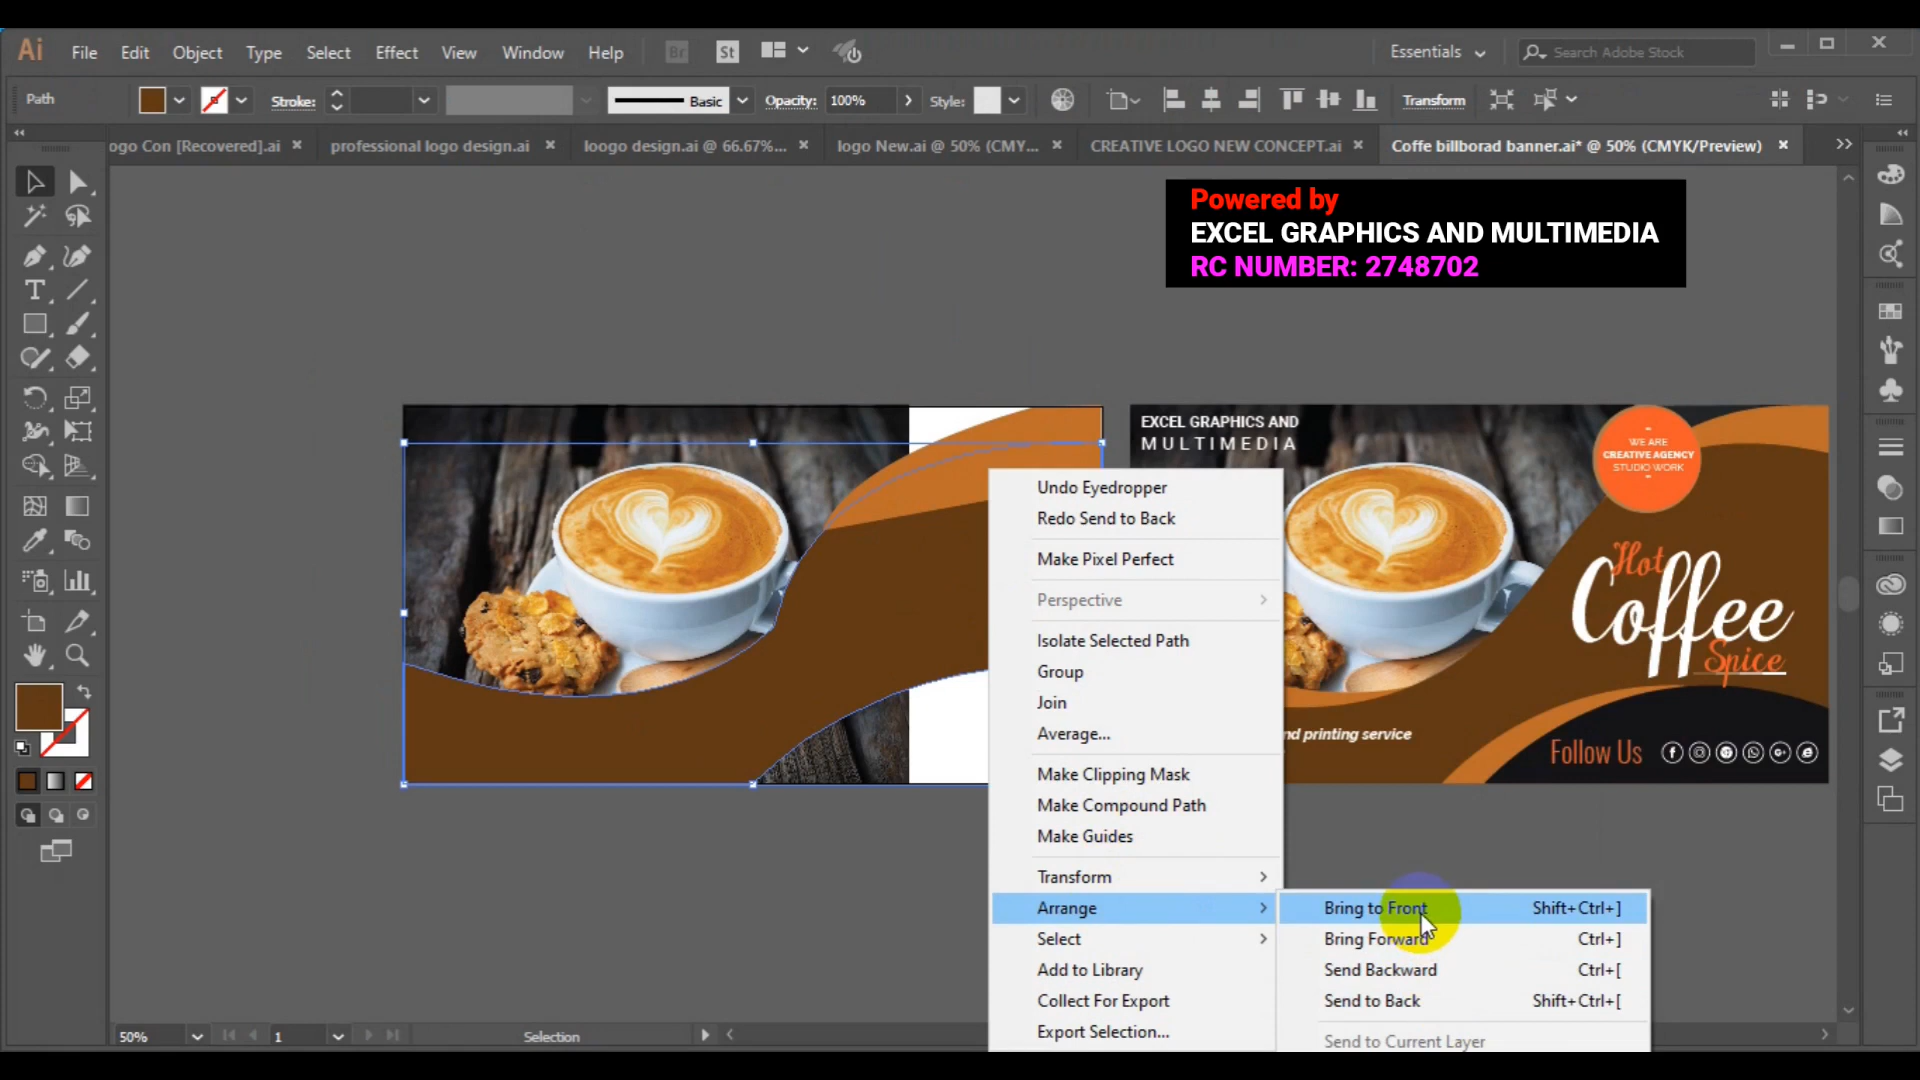 Ai File Edit Object Type Select Effect View Window Help Br St Essentials Search Adobe Stock
Path Stroke: Basic Opacity: 100% Style: Transform
ogo Con [Recovered].ai professional logo design.ai loogo design.ai @ 66.67%... logo New.ai @ 50% (CMY... CREATIVE LOGO NEW CONCEPT.ai Coffe billborad banner.ai* @ 50% (CMYK/Preview)
Powered by
EXCEL GRAPHICS AND MULTIMEDIA
RC NUMBER: 2748702
EXCEL GRAPHICS AND
MULTIMEDIA
WE ARE
CREATIVE AGENCY
STUDIO WORK
Hot
Coffee
Spice
nd printing service
Follow Us
Undo Eyedropper
Redo Send to Back
Make Pixel Perfect
Perspective
Isolate Selected Path
Group
Join
Average...
Make Clipping Mask
Make Compound Path
Make Guides
Transform
Arrange
Select
Add to Library
Collect For Export
Export Selection...
Bring to Front Shift+Ctrl+]
Bring Forward Ctrl+]
Send Backward Ctrl+[
Send to Back Shift+Ctrl+[
Send to Current Layer
50% 1 Selection